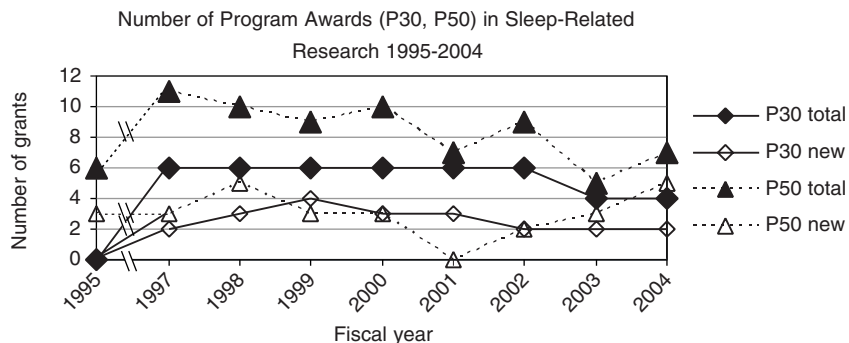 Number of Program Awards (P30, P50) in Sleep-Related
Research 1995-2004
Number of grants
12
10
8
6
4
2
0
1995
1997
1998
1999
2000
2001
2002
2003
2004
Fiscal year
P30 total
P30 new
P50 total
P50 new